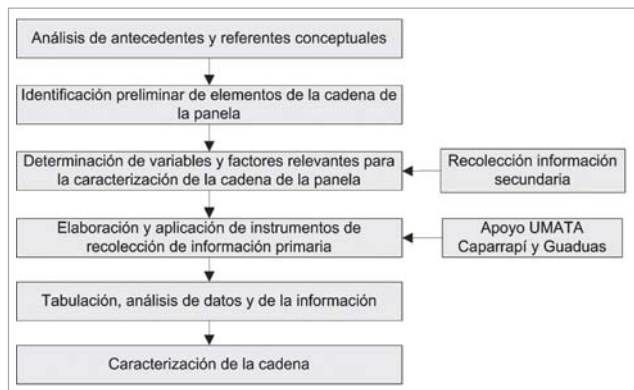 Análisis de antecedentes y referentes conceptuales
Identificación preliminar de elementos de la cadena de
la panela
Determinación de variables y factores relevantes para
la caracterización de la cadena de la panela
Recolección información
secundaria
Elaboración y aplicación de instrumentos de
recolección de información primaria
Apoyo UMATA
Caparrapí y Guaduas
Tabulación, análisis de datos y de la información
Caracterización de la cadena